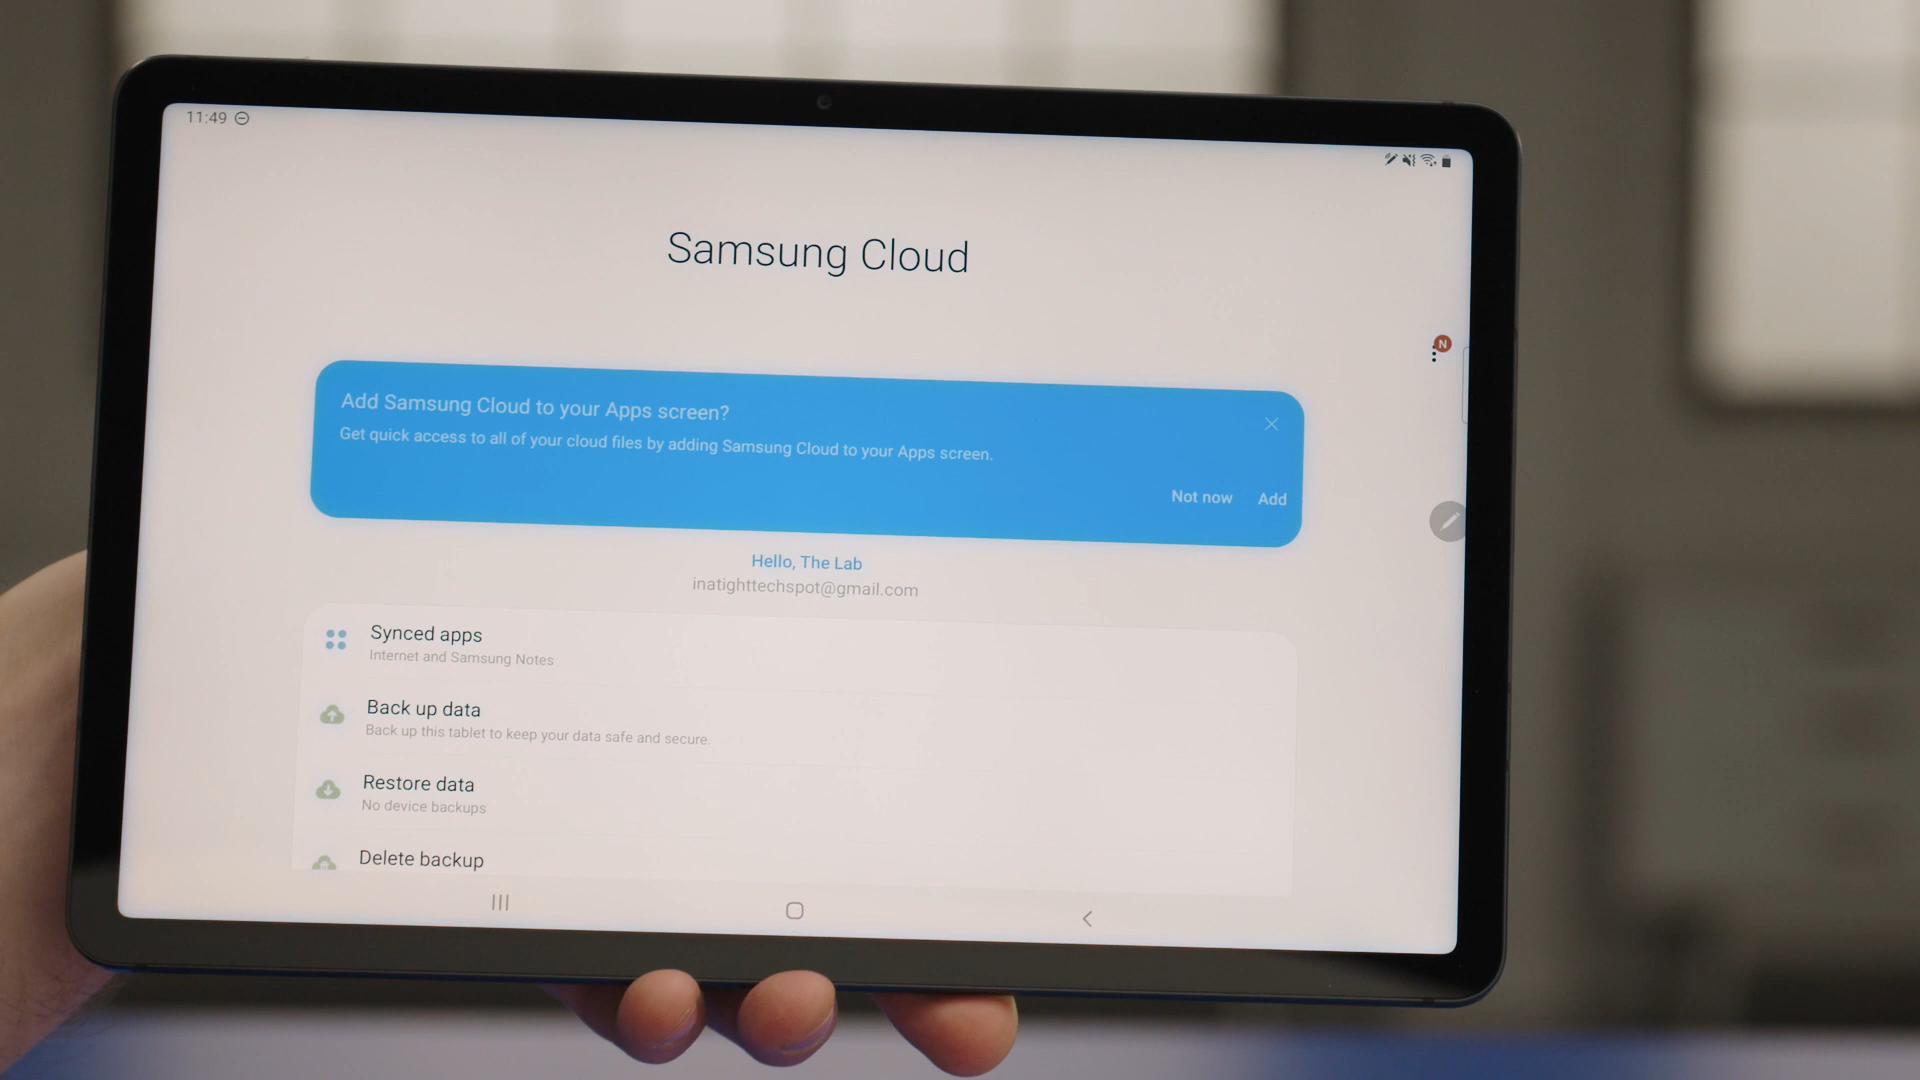 11:49
Samsung Cloud
N
Add Samsung Cloud to your Apps screen?
Get quick access to all of your cloud files by adding Samsung Cloud to your Apps screen.
Not now Add
Hello, The Lab
inatighttechspot@gmail.com
Synced apps
Internet and Samsung Notes
Back up data
Back up this tablet to keep your data safe and secure.
Restore data
No device backups
Delete backup